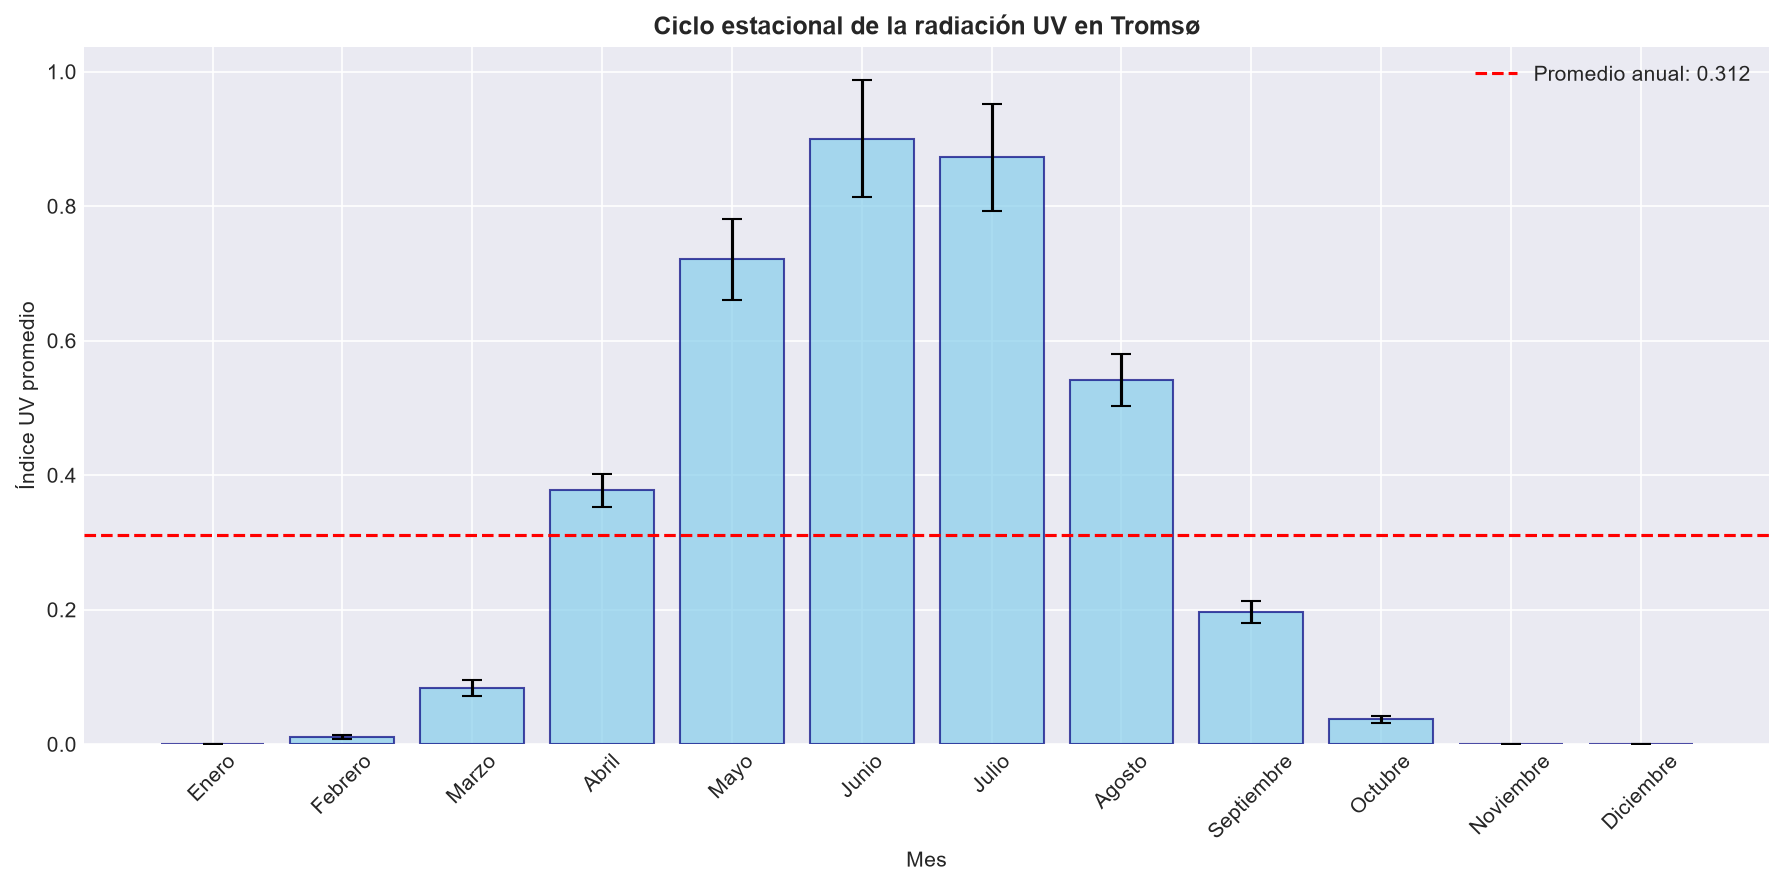 Ciclo estacional de la radiación UV en Tromsø
Promedio anual: 0.312
Índice UV promedio
1.0
0.8
0.6
0.4
0.2
0.0
Enero
Febrero
Marzo
Abril
Mayo
Junio
Julio
Agosto
Septiembre
Octubre
Noviembre
Diciembre
Mes